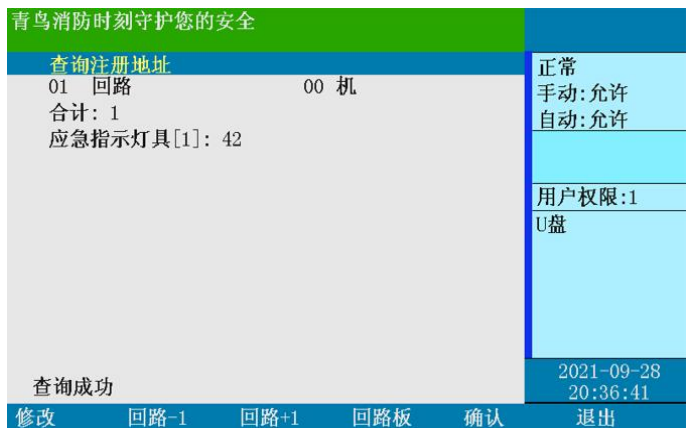 青鸟消防时刻守护您的安全
查询注册地址
01 回路 00 机
合计: 1
应急指示灯具[1]: 42
查询成功
正常
手动:允许
自动:允许
用户权限:1
U盘
2021-09-28
20:36:41
修改 回路-1 回路+1 回路板 确认 退出